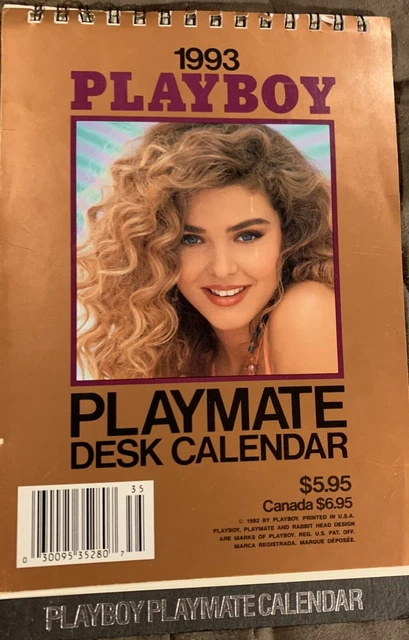 1993
PLAYBOY
PLAYMATE
DESK CALENDAR
$5.95
Canada $6.95
© 1992 BY PLAYBOY. PRINTED IN U.S.A.
PLAYBOY, PLAYMATE AND RABBIT HEAD DESIGN
ARE MARKS OF PLAYBOY. REG. U.S. PAT. OFF.
MARCA REGISTRADA. MARQUE DÉPOSÉE.
35
0 30095 35280 7
PLAYBOY PLAYMATE CALENDAR